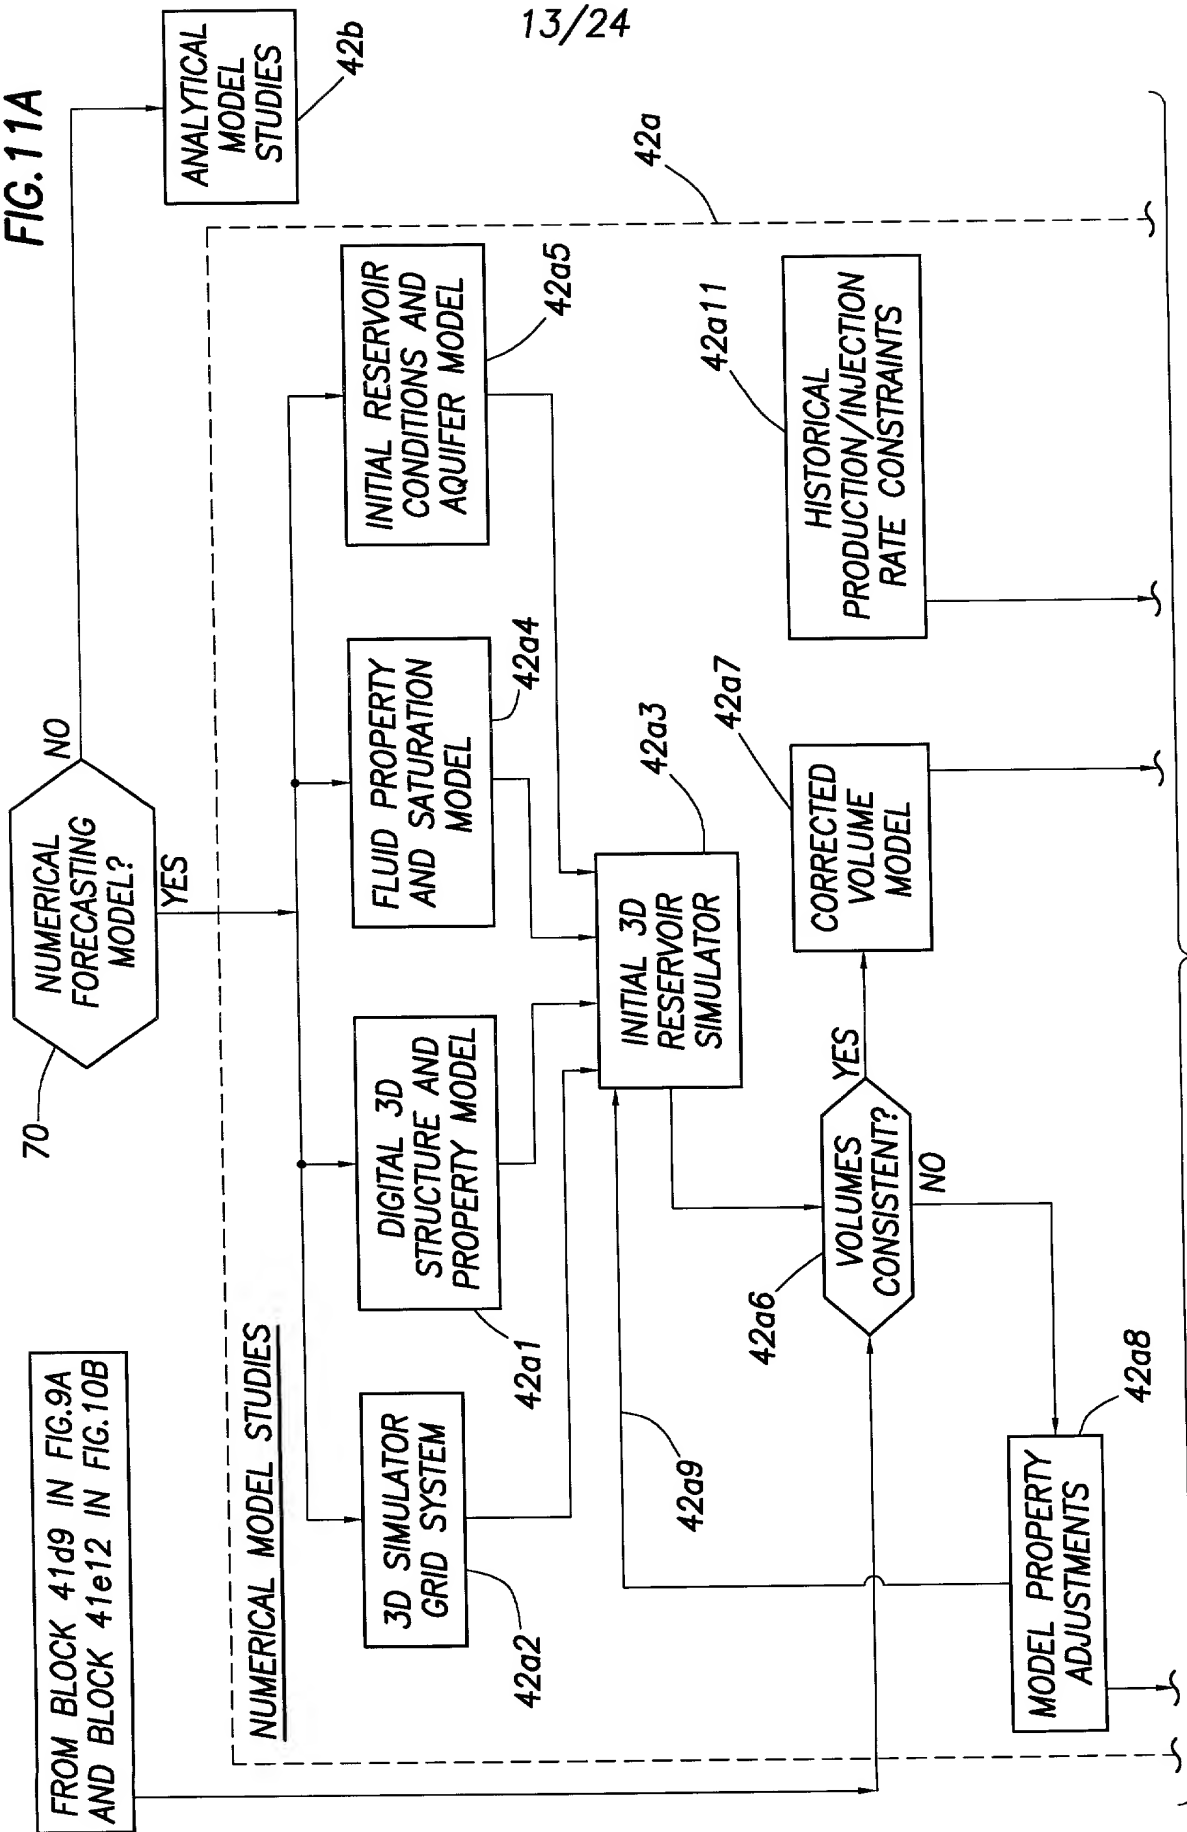 13/24
FIG.11A
FROM BLOCK 41d9 IN FIG.9A
AND BLOCK 41e12 IN FIG.10B
70
NUMERICAL
FORECASTING
MODEL?
NO
YES
ANALYTICAL
MODEL
STUDIES
42b
NUMERICAL MODEL STUDIES
42a
3D SIMULATOR
GRID SYSTEM
42a2
DIGITAL 3D
STRUCTURE AND
PROPERTY MODEL
42a1
FLUID PROPERTY
AND SATURATION
MODEL
42a4
INITIAL RESERVOIR
CONDITIONS AND
AQUIFER MODEL
42a5
INITIAL 3D
RESERVOIR
SIMULATOR
42a3
42a9
42a6
VOLUMES
CONSISTENT?
YES
NO
CORRECTED
VOLUME
MODEL
42a7
HISTORICAL
PRODUCTION/INJECTION
RATE CONSTRAINTS
42a11
MODEL PROPERTY
ADJUSTMENTS
42a8